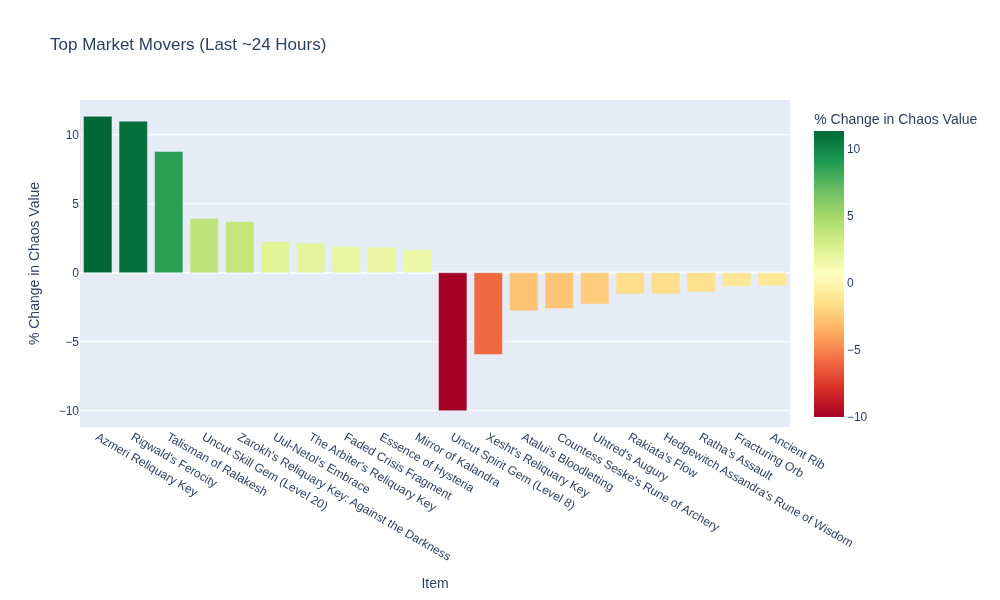 Top Market Movers (Last ~24 Hours)
% Change in Chaos Value
10
5
0
−5
−10
Azmeri Reliquary Key
Rigwald's Ferocity
Talisman of Ralakesh
Uncut Skill Gem (Level 20)
Zarokh's Reliquary Key: Against the Darkness
Uul-Netol's Embrace
The Arbiter's Reliquary Key
Faded Crisis Fragment
Essence of Hysteria
Mirror of Kalandra
Uncut Spirit Gem (Level 8)
Xesht's Reliquary Key
Atalui's Bloodletting
Countess Seske's Rune of Archery
Uhtred's Augury
Rakiata's Flow
Hedgewitch Assandra's Rune of Wisdom
Ratha's Assault
Fracturing Orb
Ancient Rib
Item
% Change in Chaos Value
10
5
0
−5
−10